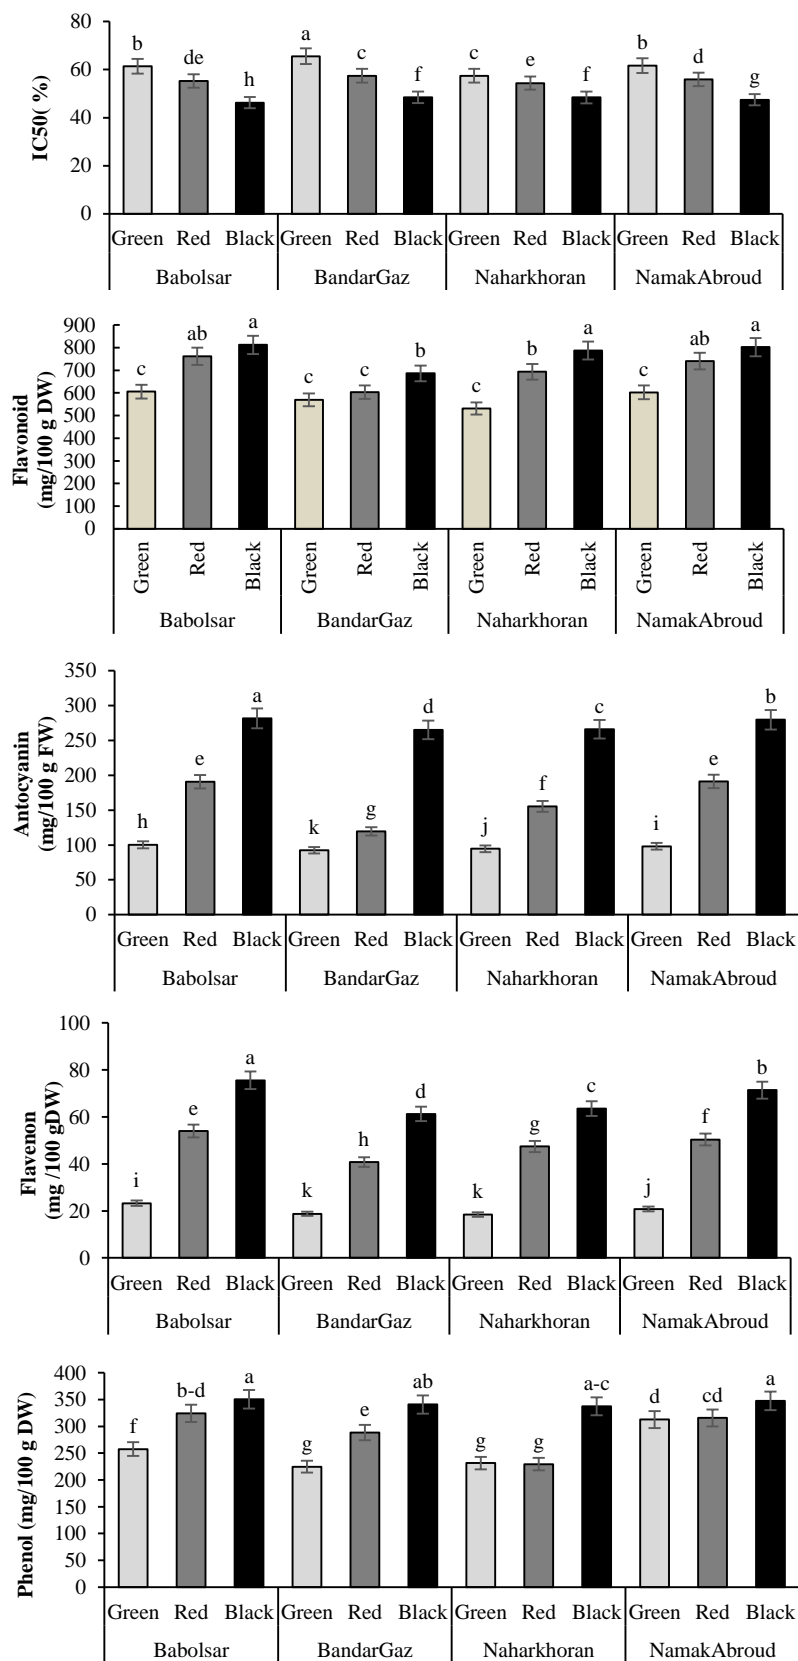 80
60
40
20
0
IC50( %)
b de h a c f c e f b d g
Green Red Black Green Red Black Green Red Black Green Red Black
Babolsar BandarGaz Naharkhoran NamakAbroud
900
800
700
600
500
400
300
200
100
0
Flavonoid
(mg/100 g DW)
c ab a c c b c b a c ab a
Green Red Black Green Red Black Green Red Black Green Red Black
Babolsar BandarGaz Naharkhoran NamakAbroud
350
300
250
200
150
100
50
0
Antocyanin
(mg/100 g FW)
h e a k g d j f c i e b
Green Red Black Green Red Black Green Red Black Green Red Black
Babolsar BandarGaz Naharkhoran NamakAbroud
100
80
60
40
20
0
Flavenon
(mg /100 gDW)
i e a k h d k g c j f b
Green Red Black Green Red Black Green Red Black Green Red Black
Babolsar BandarGaz Naharkhoran NamakAbroud
400
350
300
250
200
150
100
50
0
Phenol (mg/100 g DW)
f b-d a g e ab g g a-c d cd a
Green Red Black Green Red Black Green Red Black Green Red Black
Babolsar BandarGaz Naharkhoran NamakAbroud